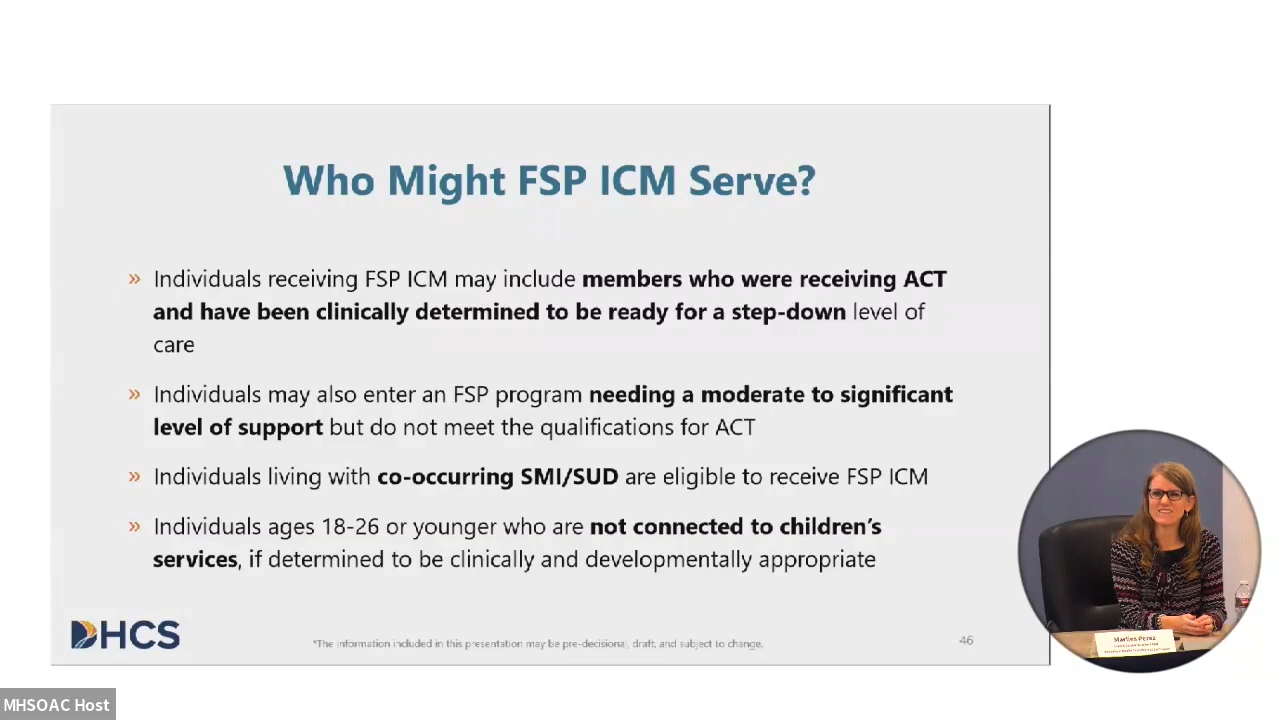 Who Might FSP ICM Serve?
» Individuals receiving FSP ICM may include members who were receiving ACT
and have been clinically determined to be ready for a step-down level of
care
» Individuals may also enter an FSP program needing a moderate to significant
level of support but do not meet the qualifications for ACT
» Individuals living with co-occurring SMI/SUD are eligible to receive FSP ICM
» Individuals ages 18-26 or younger who are not connected to children's
services, if determined to be clinically and developmentally appropriate
DHCS
*The information included in this presentation may be pre-decisional, draft, and subject to change.
46
Marlies Perez
MHSOAC Host